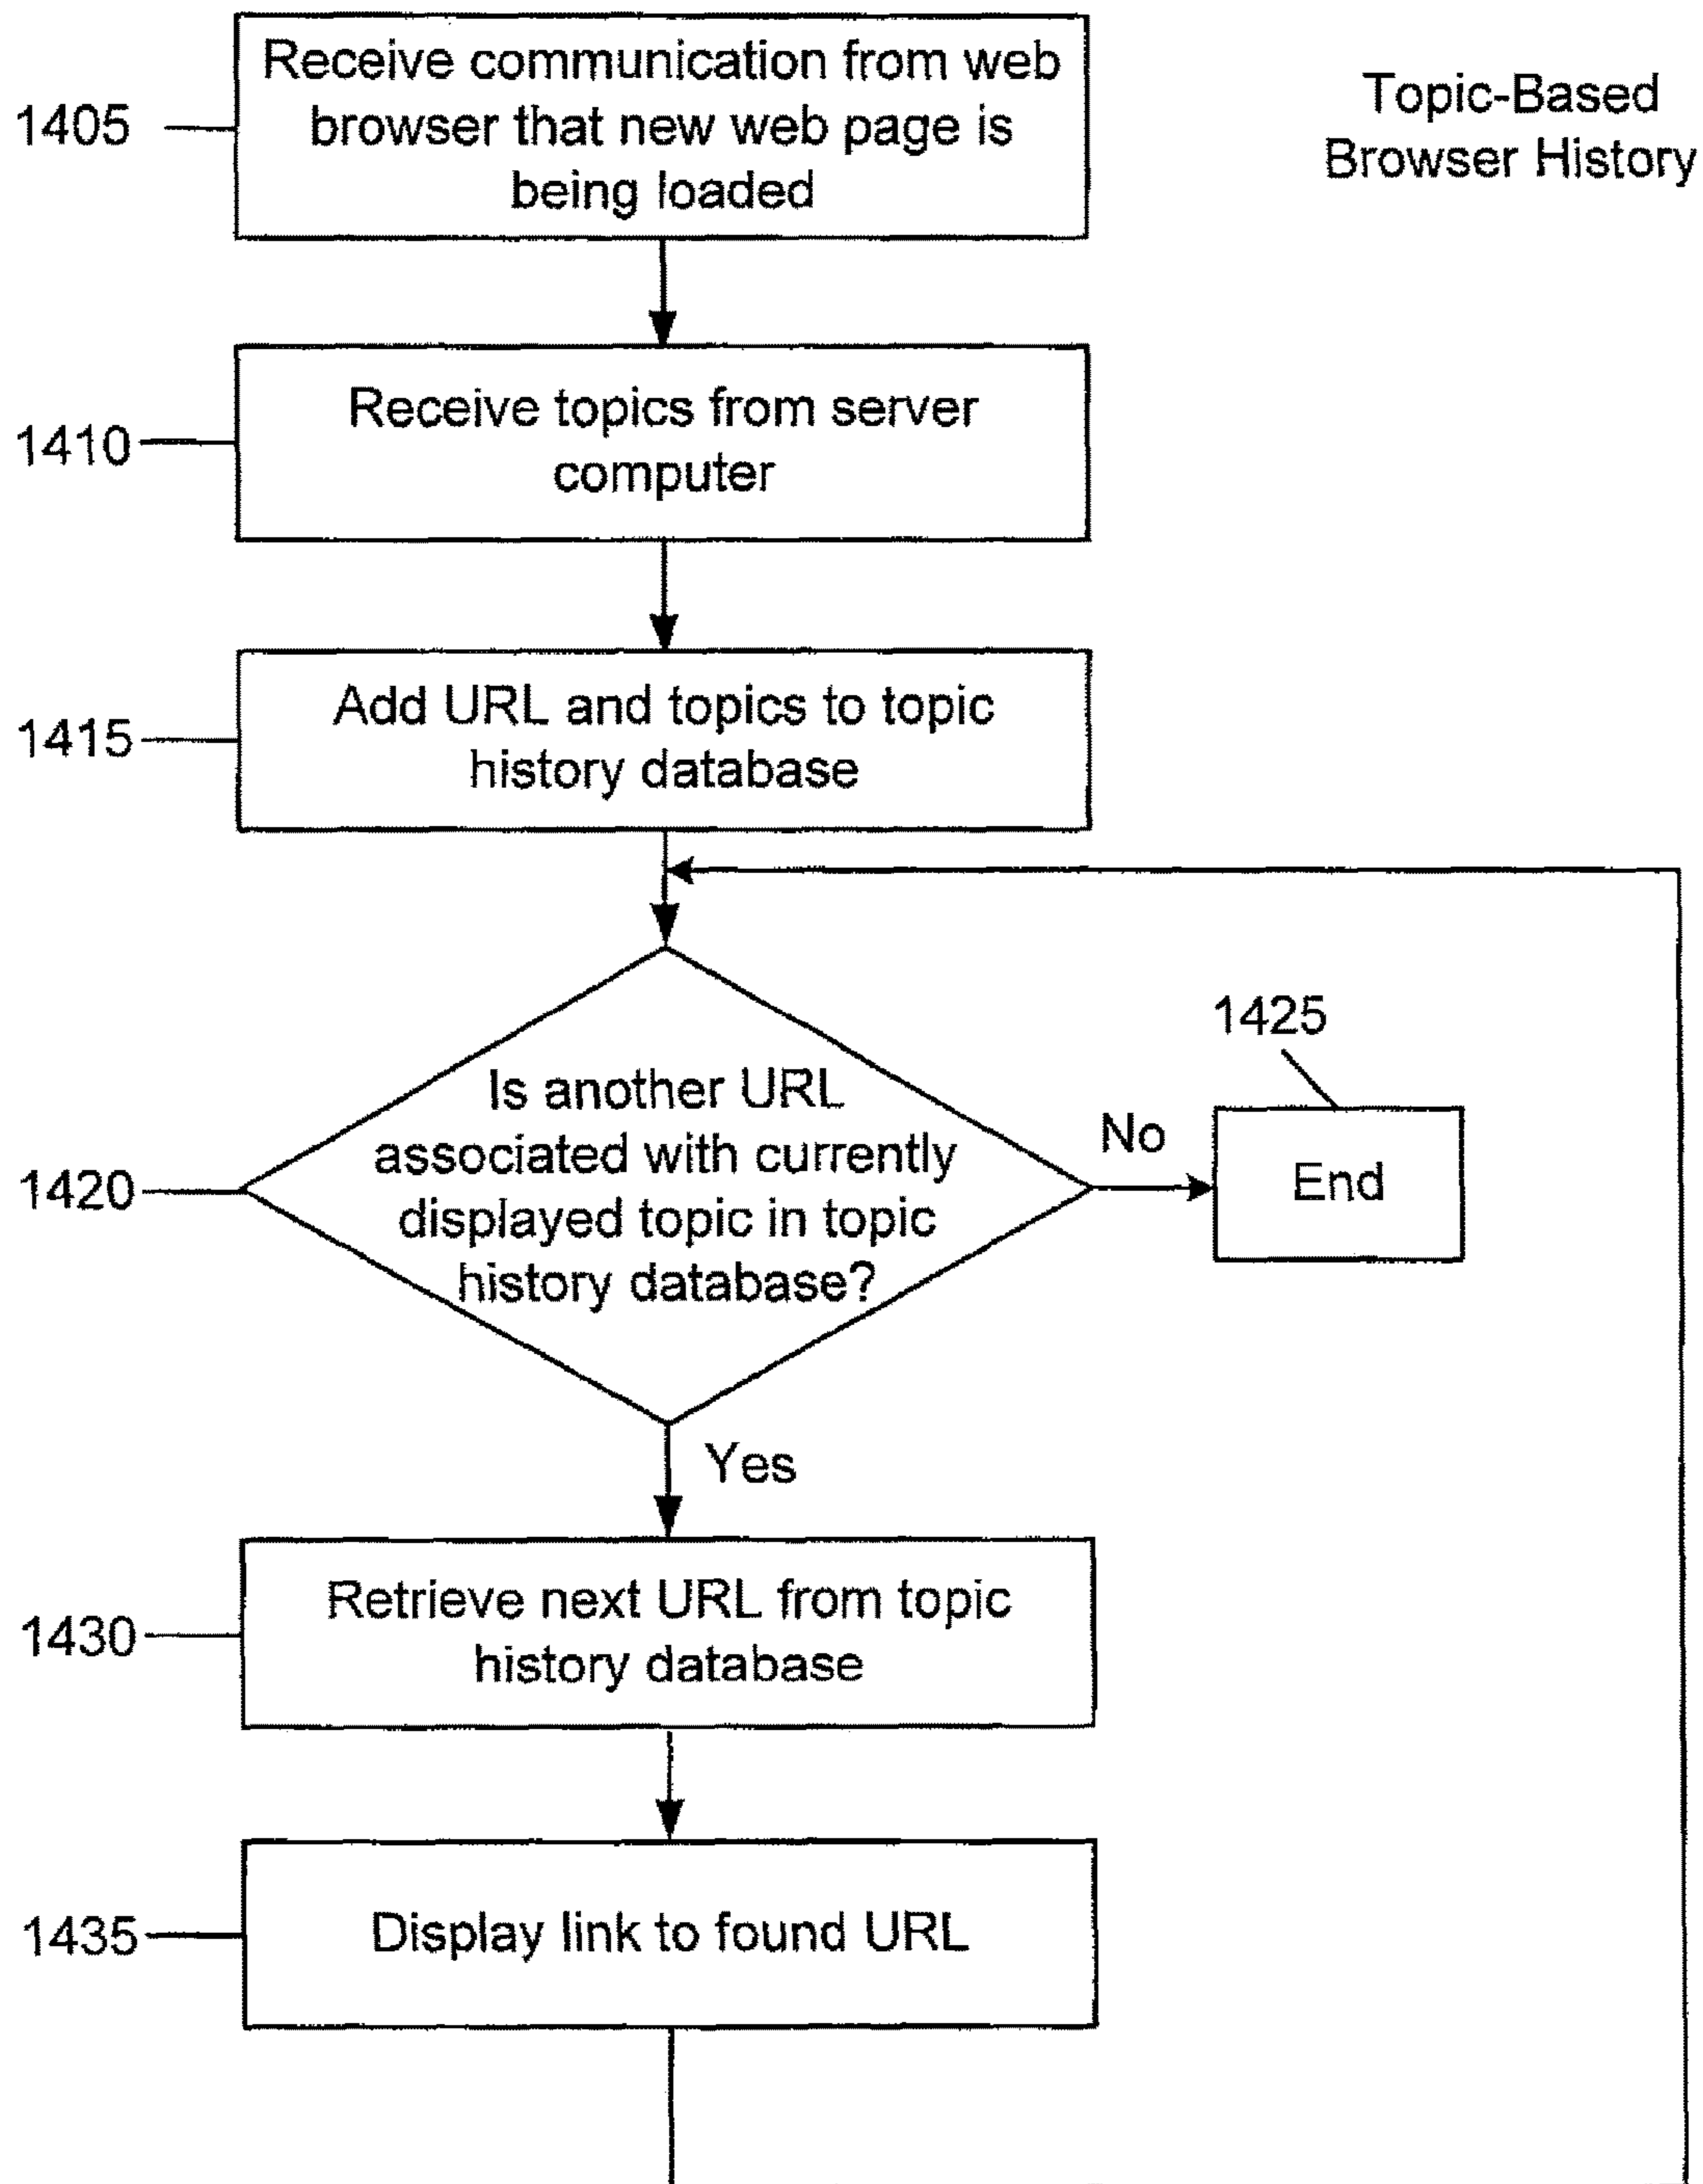 Topic-Based
Browser History
1405
Receive communication from web
browser that new web page is
being loaded
1410
Receive topics from server
computer
1415
Add URL and topics to topic
history database
1420
Is another URL
associated with currently
displayed topic in topic
history database?
No
1425
End
Yes
1430
Retrieve next URL from topic
history database
1435
Display link to found URL